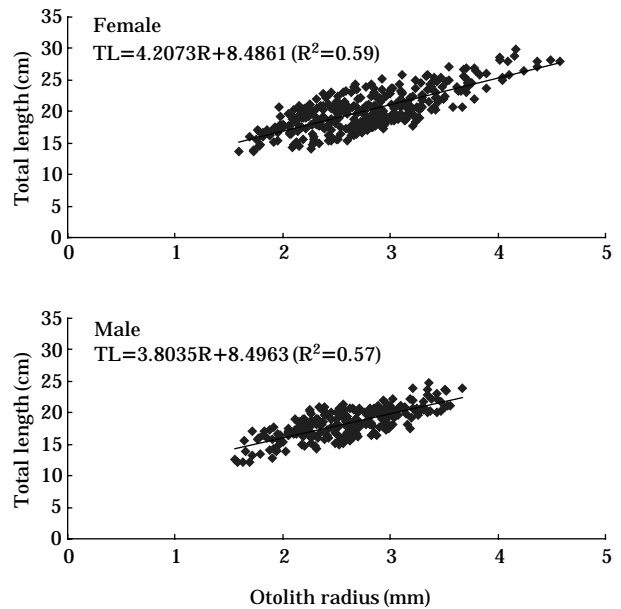 35
30
25
20
15
10
5
0
Total length (cm)
Female
TL=4.2073R+8.4861 (R²=0.59)
0 1 2 3 4 5
35
30
25
20
15
10
5
0
Total length (cm)
Male
TL=3.8035R+8.4963 (R²=0.57)
0 1 2 3 4 5
Otolith radius (mm)